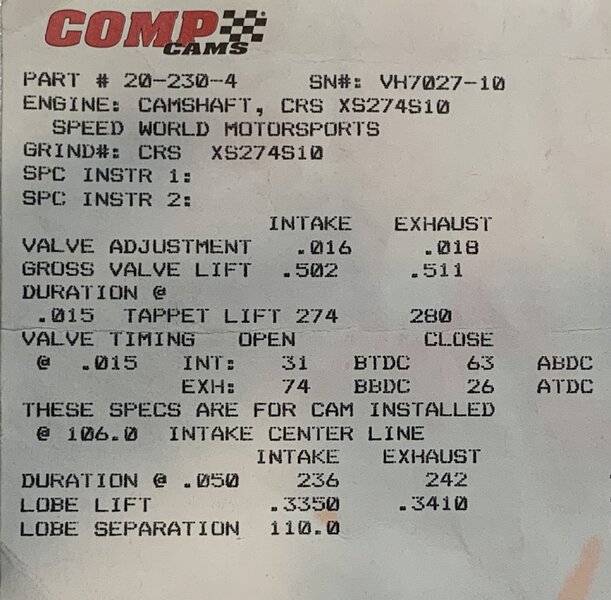 COMP
CAMS
PART # 20-230-4 SN#: VH7027-10
ENGINE: CAMSHAFT, CRS XS274S10
SPEED WORLD MOTORSPORTS
GRIND#: CRS XS274S10
SPC INSTR 1:
SPC INSTR 2:
INTAKE EXHAUST
VALVE ADJUSTMENT .016 .018
GROSS VALVE LIFT .502 .511
DURATION @
.015 TAPPET LIFT 274 280
VALVE TIMING OPEN CLOSE
@ .015 INT: 31 BTDC 63 ABDC
EXH: 74 BBDC 26 ATDC
THESE SPECS ARE FOR CAM INSTALLED
@ 106.0 INTAKE CENTER LINE
INTAKE EXHAUST
DURATION @ .050 236 242
LOBE LIFT .3350 .3410
LOBE SEPARATION 110.0